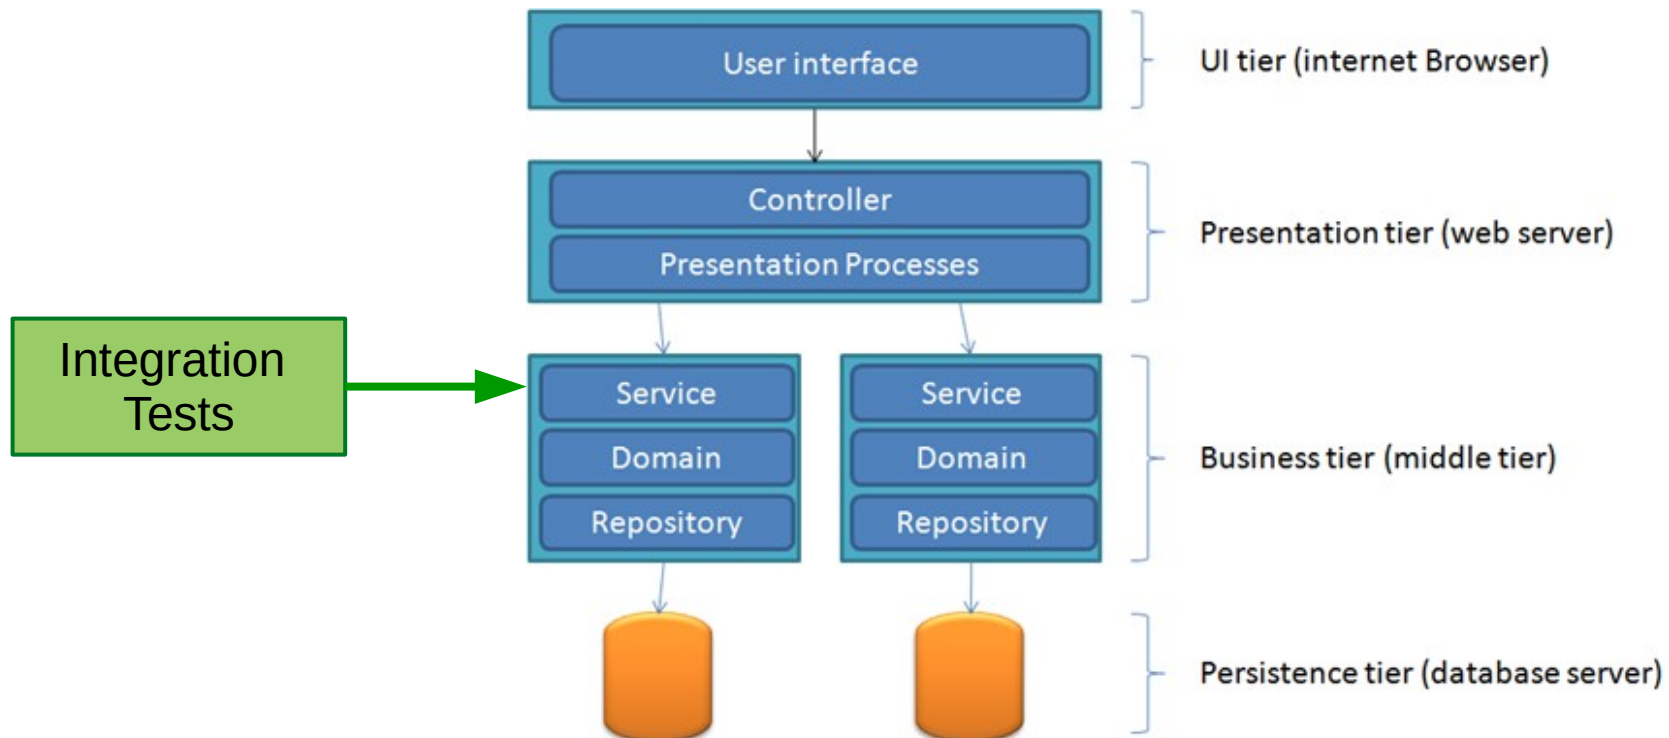 User interface
UI tier (internet Browser)
Controller
Presentation Processes
Presentation tier (web server)
Integration
Tests
Service
Domain
Repository
Service
Domain
Repository
Business tier (middle tier)
Persistence tier (database server)